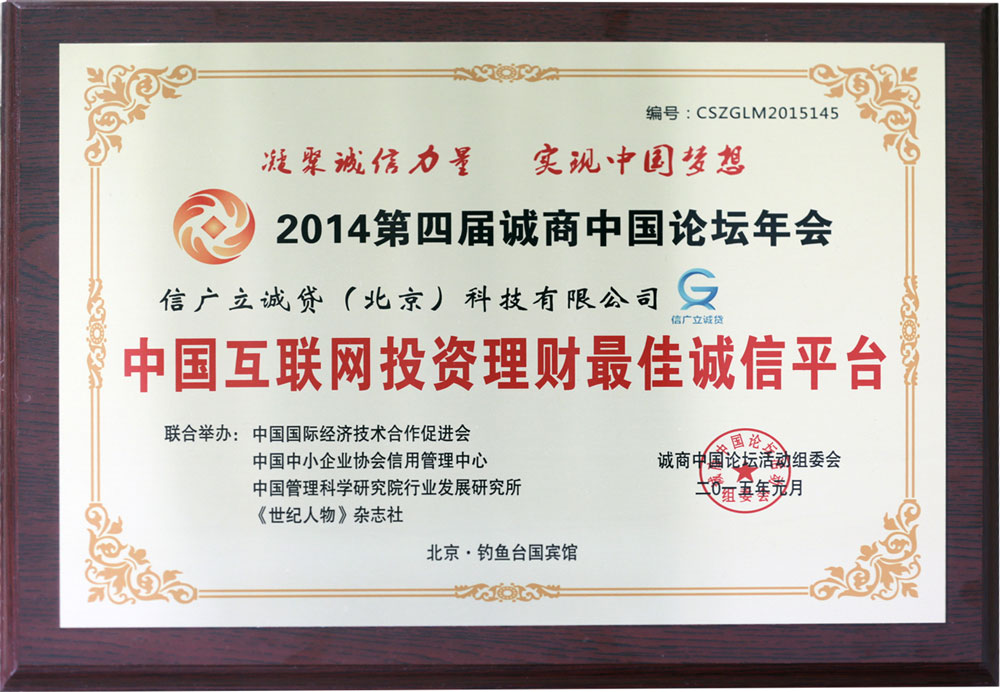 编号：CSZGLM2015145
凝聚诚信力量 实现中国梦想
2014第四届诚商中国论坛年会
信广立诚贷（北京）科技有限公司
信广立诚贷
中国互联网投资理财最佳诚信平台
联合举办：中国国际经济技术合作促进会
中国中小企业协会信用管理中心
中国管理科学研究院行业发展研究所
《世纪人物》杂志社
诚商中国论坛活动组委会
二〇一五年元月
诚商中国论坛活动
组委会
北京·钓鱼台国宾馆